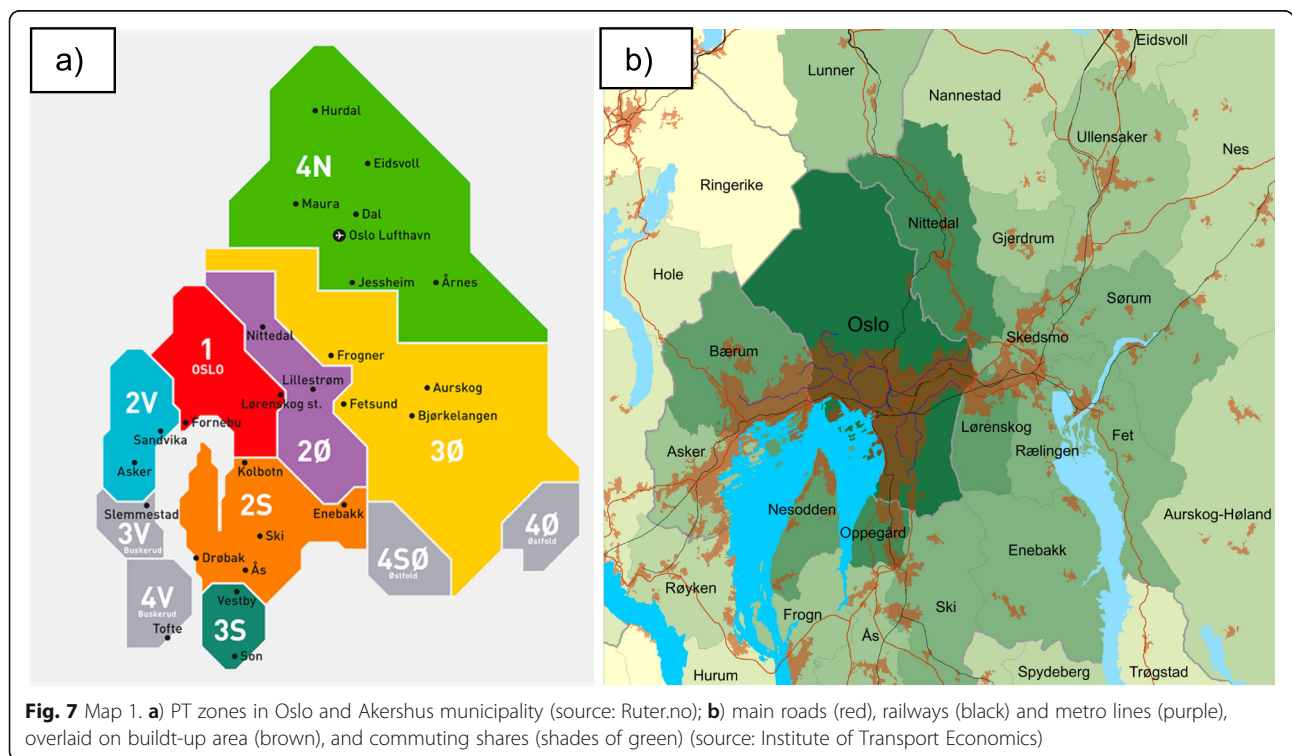 a)
Hurdal
4N
Eidsvoll
Maura
Dal
Oslo Lufthavn
Jessheim
Årnes
1
OSLO
Nittedal
Frogner
Lillestrøm
Aurskog
2V
Lørenskog st.
Fetsund
Bjørkelangen
Fornebu
Sandvika
2Ø
3Ø
Asker
Kolbotn
2S
Slemmestad
Enebakk
3V
Buskerud
Ski
4SØ
Østfold
4Ø
Østfold
Drøbak
Ås
4V
Buskerud
Vestby
3S
Tofte
Son
b)
Eidsvoll
Lunner
Nannestad
Ullensaker
Nes
Ringerike
Nittedal
Gjerdrum
Hole
Sørum
Oslo
Skedsmo
Bærum
Lørenskog
Asker
Rælingen
Fet
Nesodden
Aurskog-Høland
Oppegård
Enebakk
Røyken
Frogn
Ski
Ås
Hurum
Spydeberg
Trøgstad
Fig. 7 Map 1. a) PT zones in Oslo and Akershus municipality (source: Ruter.no); b) main roads (red), railways (black) and metro lines (purple),
overlaid on buildt-up area (brown), and commuting shares (shades of green) (source: Institute of Transport Economics)